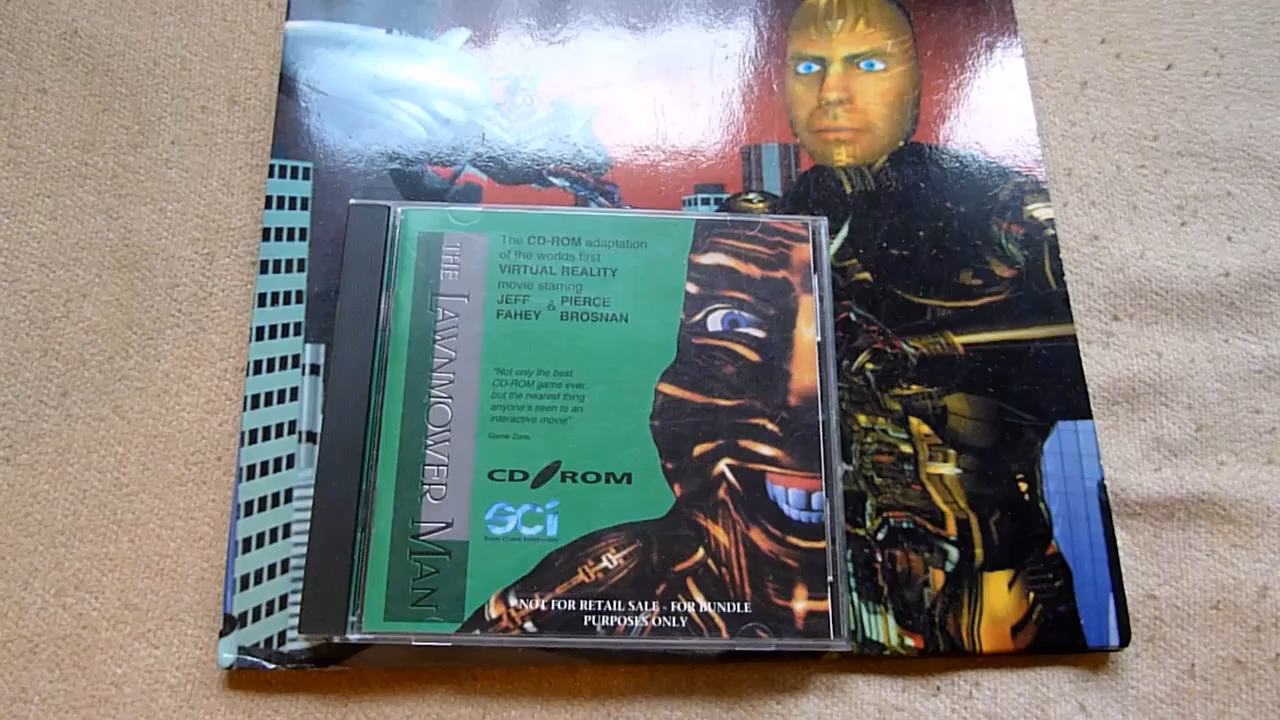 THE LAWNMOWER MAN
The CD-ROM adaptation
of the worlds first
VIRTUAL REALITY
movie starring
JEFF FAHEY & PIERCE BROSNAN
"Not only the best
CD-ROM game ever,
but the nearest thing
anyone's seen to an
interactive movie"
Game Zone.
CD ROM
SCi
NOT FOR RETAIL SALE - FOR BUNDLE
PURPOSES ONLY